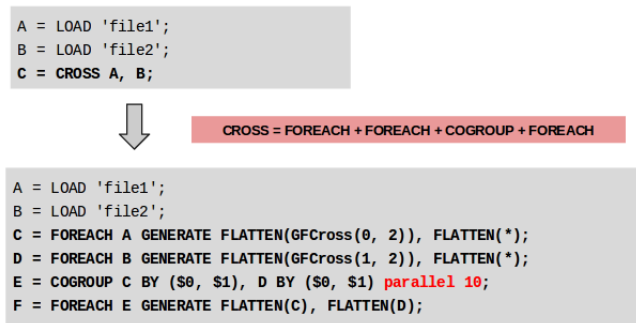 A = LOAD 'file1';
B = LOAD 'file2';
C = CROSS A, B;
CROSS = FOREACH + FOREACH + COGROUP + FOREACH
A = LOAD 'file1';
B = LOAD 'file2';
C = FOREACH A GENERATE FLATTEN(GFCross(0, 2)), FLATTEN(*);
D = FOREACH B GENERATE FLATTEN(GFCross(1, 2)), FLATTEN(*);
E = COGROUP C BY ($0, $1), D BY ($0, $1) parallel 10;
F = FOREACH E GENERATE FLATTEN(C), FLATTEN(D);